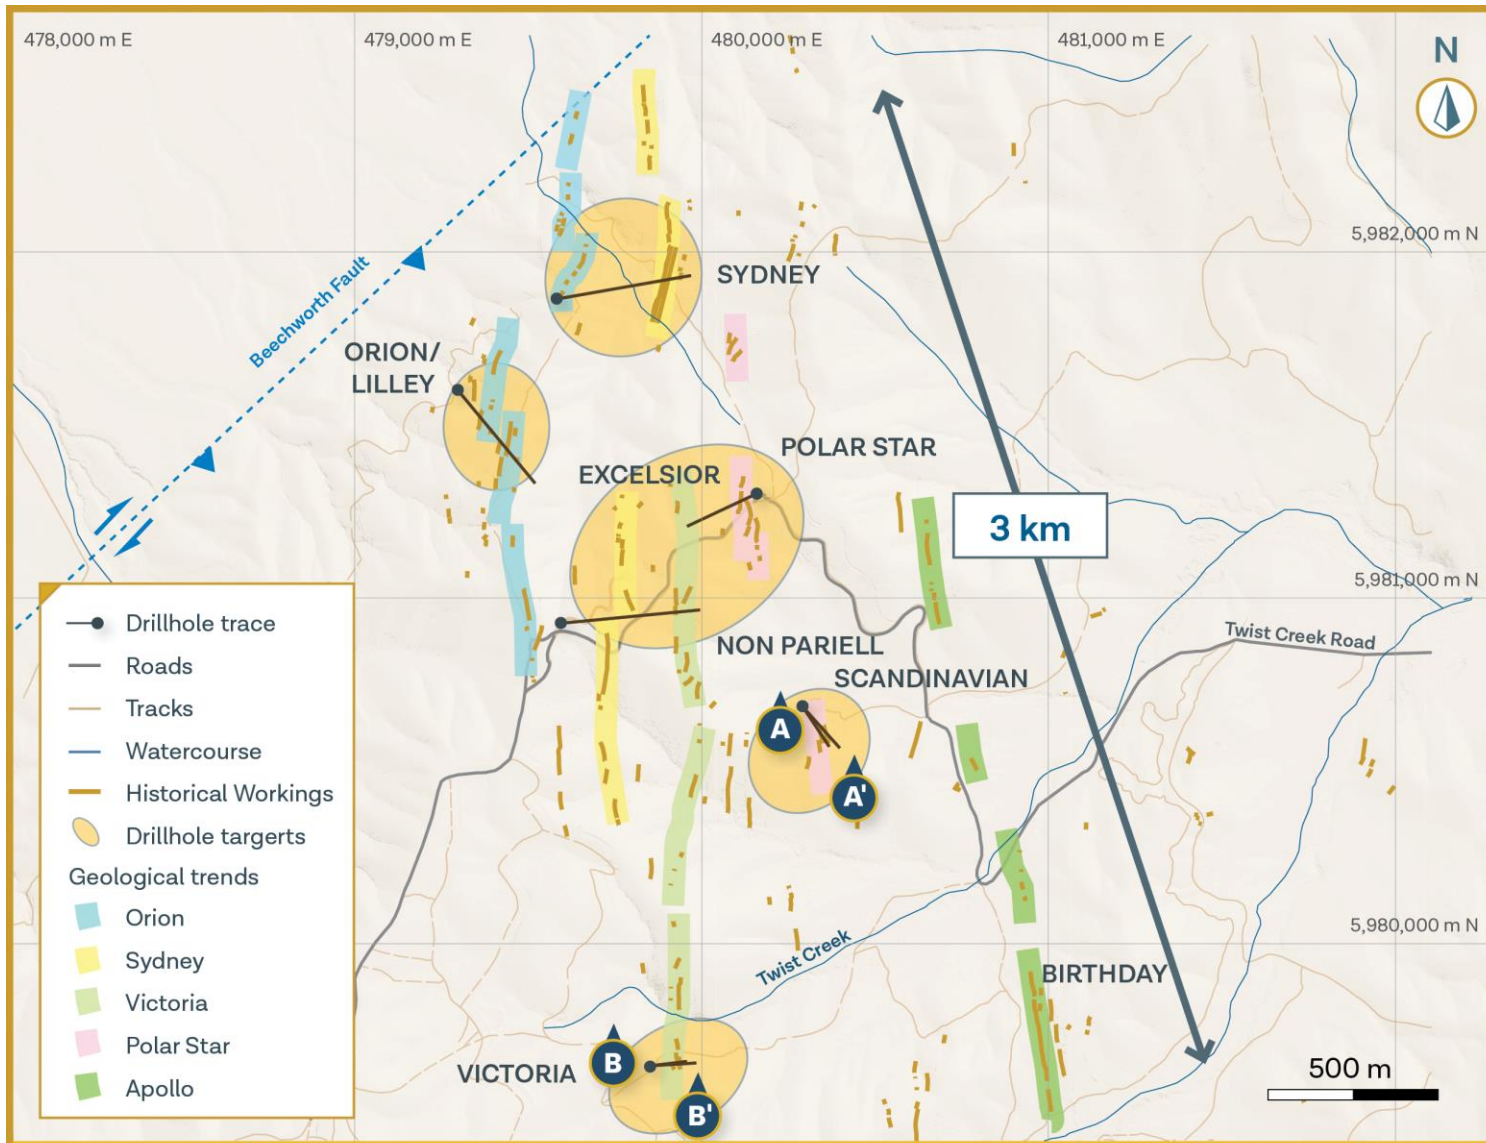 478,000 m E
479,000 m E
480,000 m E
481,000 m E
N
5,982,000 m N
Beechworth Fault
SYDNEY
ORION/
LILLEY
POLAR STAR
EXCELSIOR
3 km
5,981,000 m N
Twist Creek Road
NON PARIELL
SCANDINAVIAN
A
A'
5,980,000 m N
Twist Creek
BIRTHDAY
VICTORIA
B
B'
500 m
Drillhole trace
Roads
Tracks
Watercourse
Historical Workings
Drillhole targerts
Geological trends
Orion
Sydney
Victoria
Polar Star
Apollo